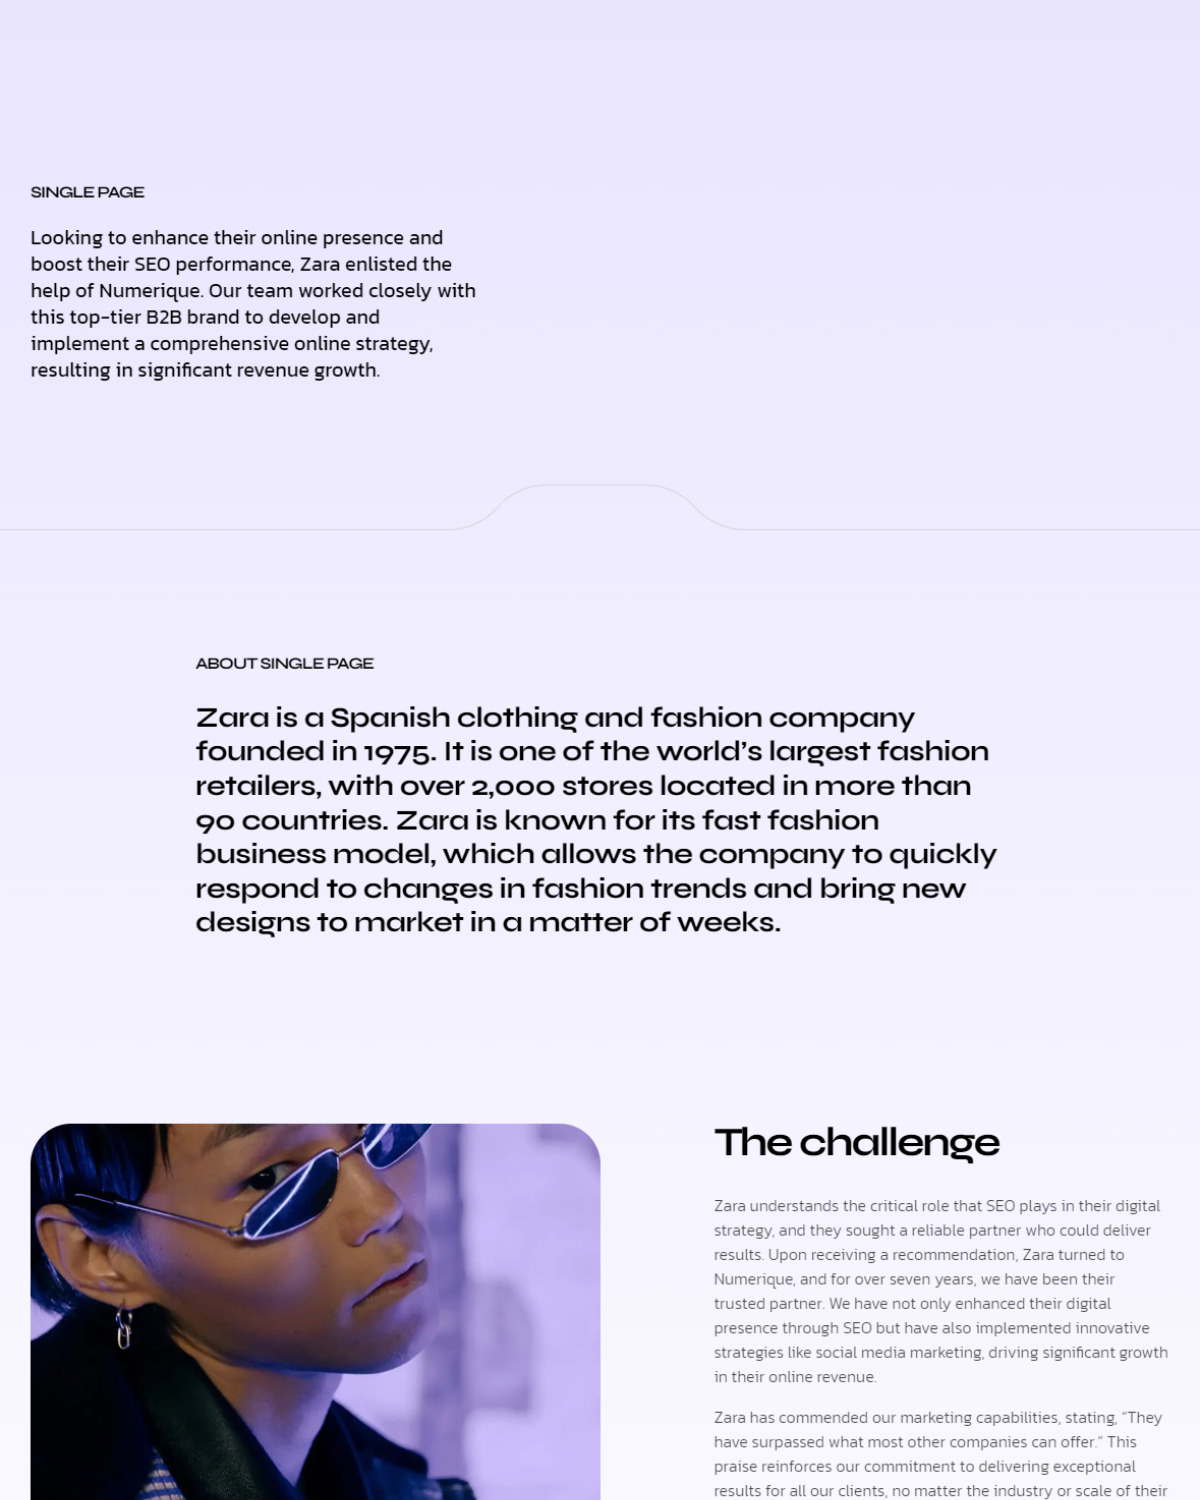 SINGLE PAGE
Looking to enhance their online presence and
boost their SEO performance, Zara enlisted the
help of Numerique. Our team worked closely with
this top-tier B2B brand to develop and
implement a comprehensive online strategy,
resulting in significant revenue growth.
ABOUT SINGLE PAGE
Zara is a Spanish clothing and fashion company
founded in 1975. It is one of the world’s largest fashion
retailers, with over 2,000 stores located in more than
90 countries. Zara is known for its fast fashion
business model, which allows the company to quickly
respond to changes in fashion trends and bring new
designs to market in a matter of weeks.
The challenge
Zara understands the critical role that SEO plays in their digital
strategy, and they sought a reliable partner who could deliver
results. Upon receiving a recommendation, Zara turned to
Numerique, and for over seven years, we have been their
trusted partner. We have not only enhanced their digital
presence through SEO but have also implemented innovative
strategies like social media marketing, driving significant growth
in their online revenue.
Zara has commended our marketing capabilities, stating, “They
have surpassed what most other companies can offer.” This
praise reinforces our commitment to delivering exceptional
results for all our clients, no matter the industry or scale of their